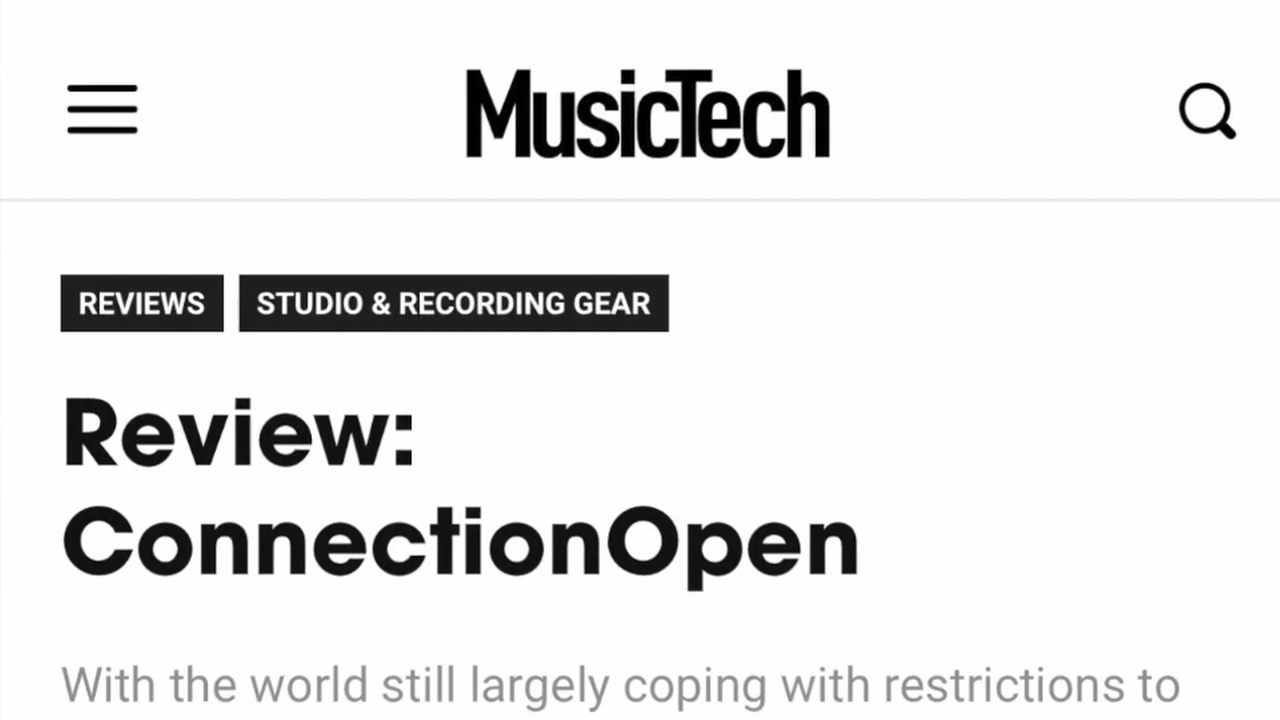 MusicTech
REVIEWS STUDIO & RECORDING GEAR
Review:
ConnectionOpen
With the world still largely coping with restrictions to